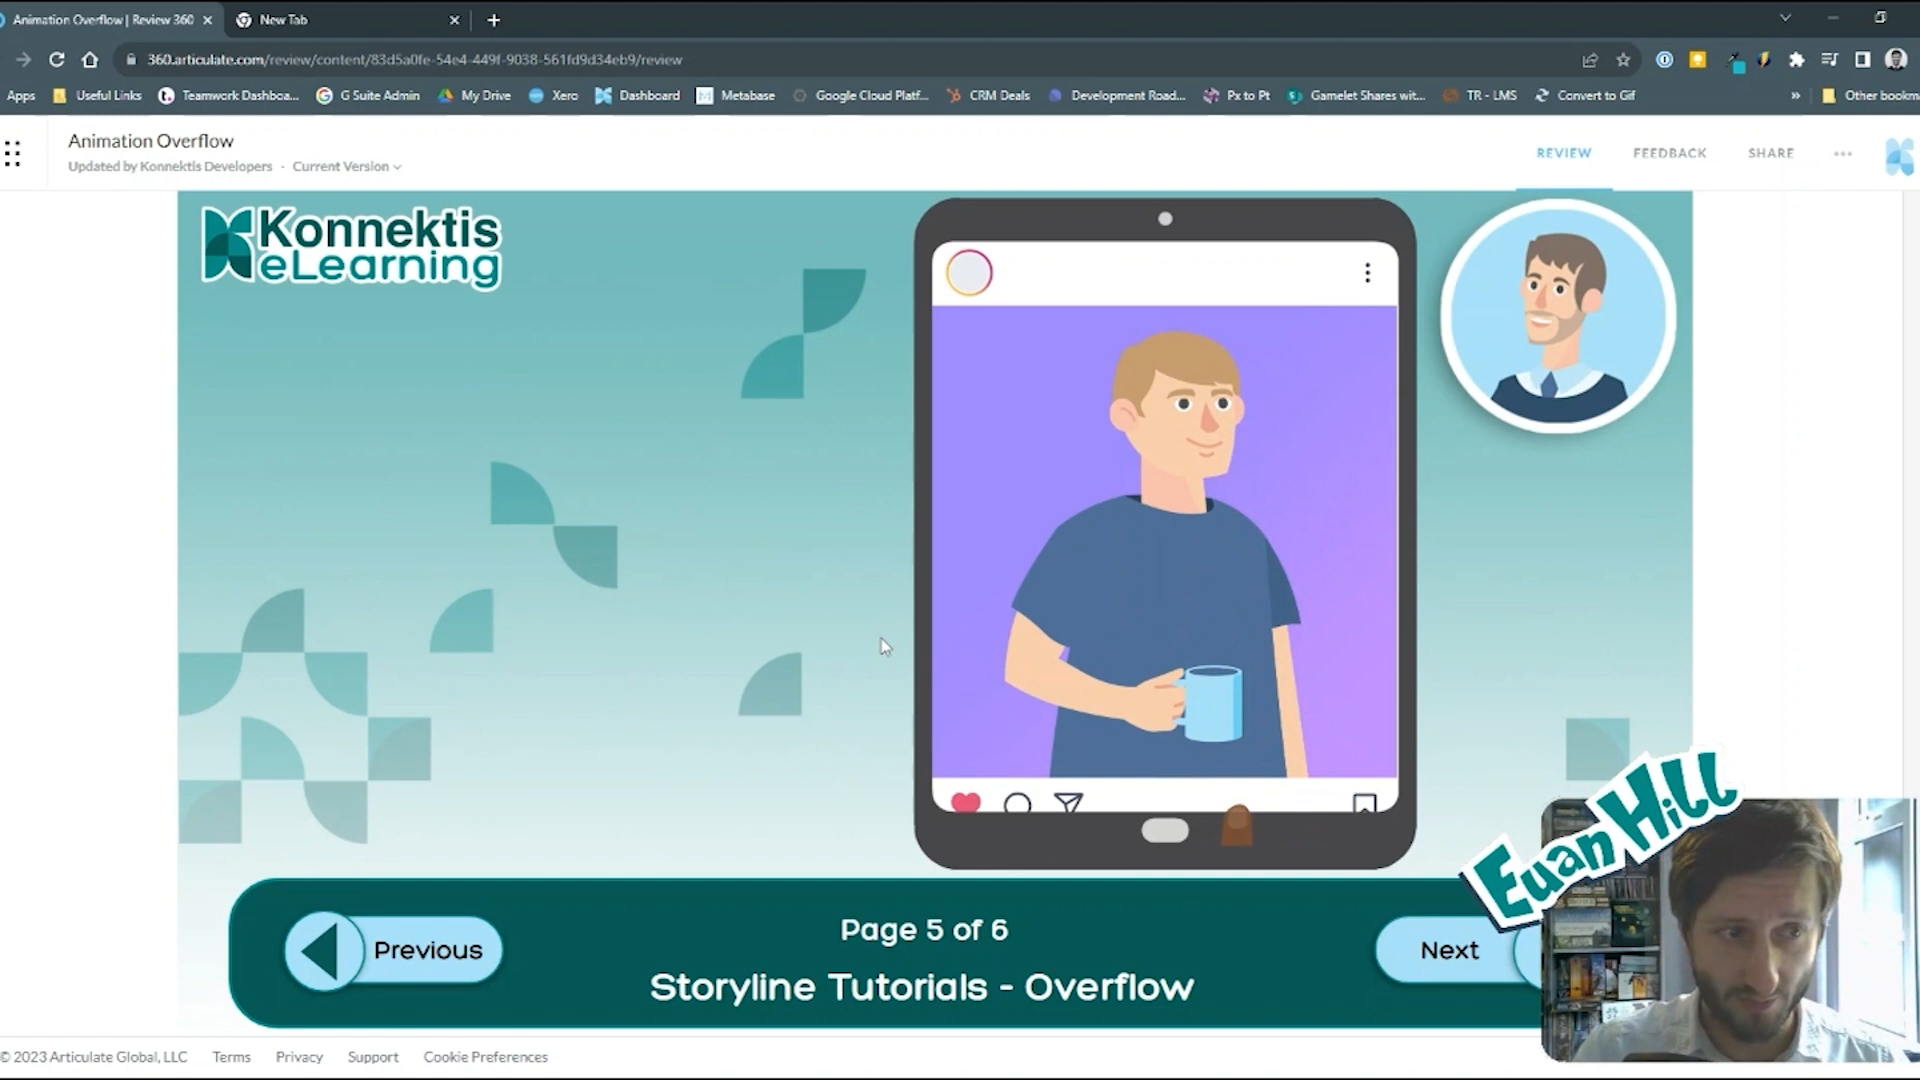 Animation Overflow | Review 360
New Tab
360.articulate.com/review/content/83d5a0fe-54e4-449f-9038-561fd9d34eb9/review
Apps
Useful Links
Teamwork Dashboa...
G Suite Admin
My Drive
Xero
Dashboard
Metabase
Google Cloud Platf...
CRM Deals
Development Road...
Px to Pt
Gamelet Shares wit...
TR - LMS
Convert to Gif
»
Other bookm
Animation Overflow
Updated by Konnektis Developers · Current Version
REVIEW
FEEDBACK
SHARE
Konnektis
eLearning
Euan Hill
Previous
Page 5 of 6
Storyline Tutorials - Overflow
Next
© 2023 Articulate Global, LLC
Terms
Privacy
Support
Cookie Preferences